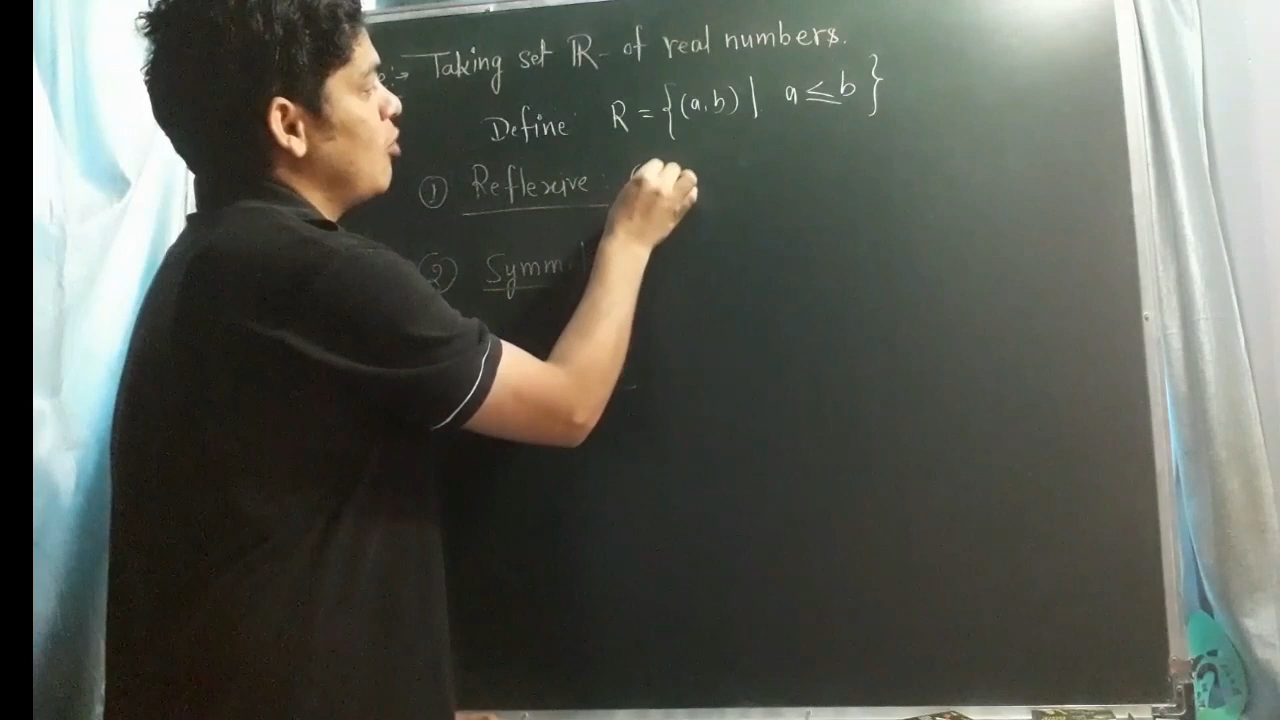 Taking set ℝ of real numbers.
Define R = {(a,b) | a ≤ b}
① Reflexive : (
② Symm